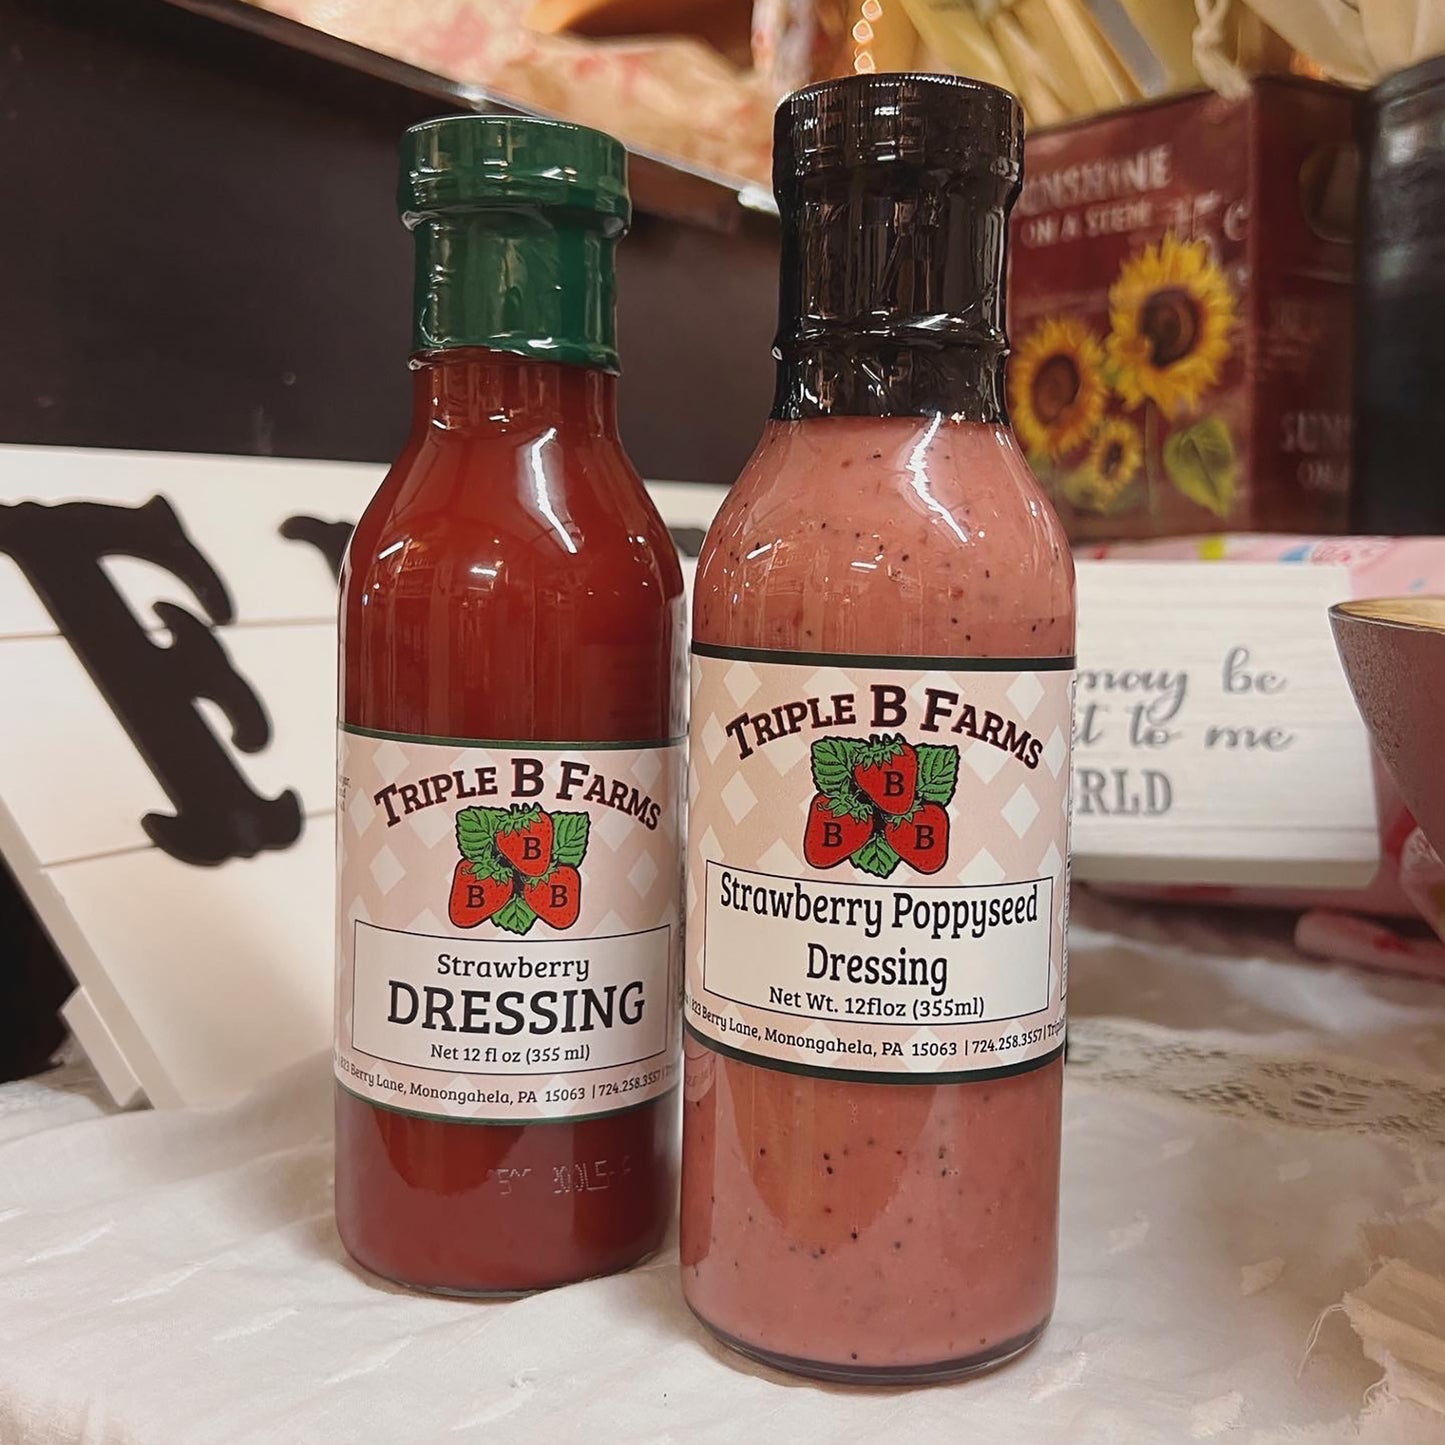 F
TRIPLE B FARMS
B
B B
Strawberry
DRESSING
Net 12 fl oz (355 ml)
823 Berry Lane, Monongahela, PA 15063 | 724.258.3557 |
TRIPLE B FARMS
B
B B
Strawberry Poppyseed
Dressing
Net Wt. 12floz (355ml)
823 Berry Lane, Monongahela, PA 15063 | 724.258.3557 |
ON A STEM
may be
to me